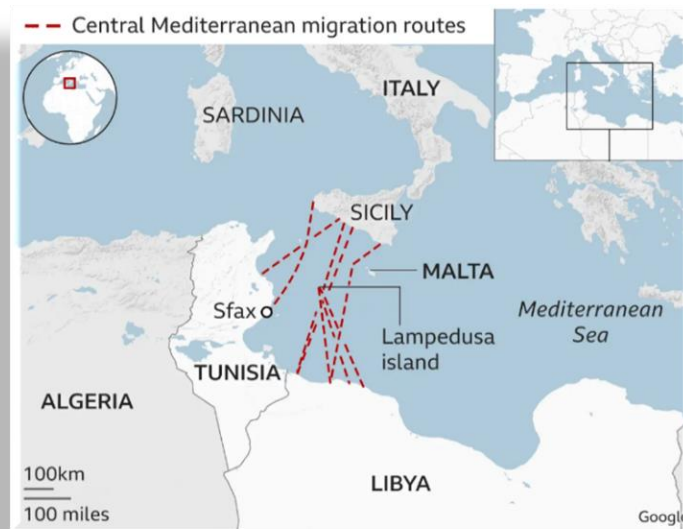 Central Mediterranean migration routes
ITALY
SARDINIA
SICILY
MALTA
Sfax
Lampedusa
island
Mediterranean
Sea
TUNISIA
ALGERIA
LIBYA
100km
100 miles
Google